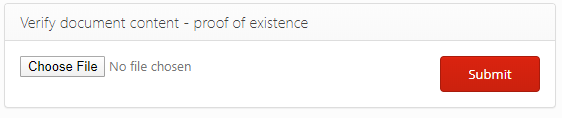 Verify document content - proof of existence
Choose File No file chosen
Submit